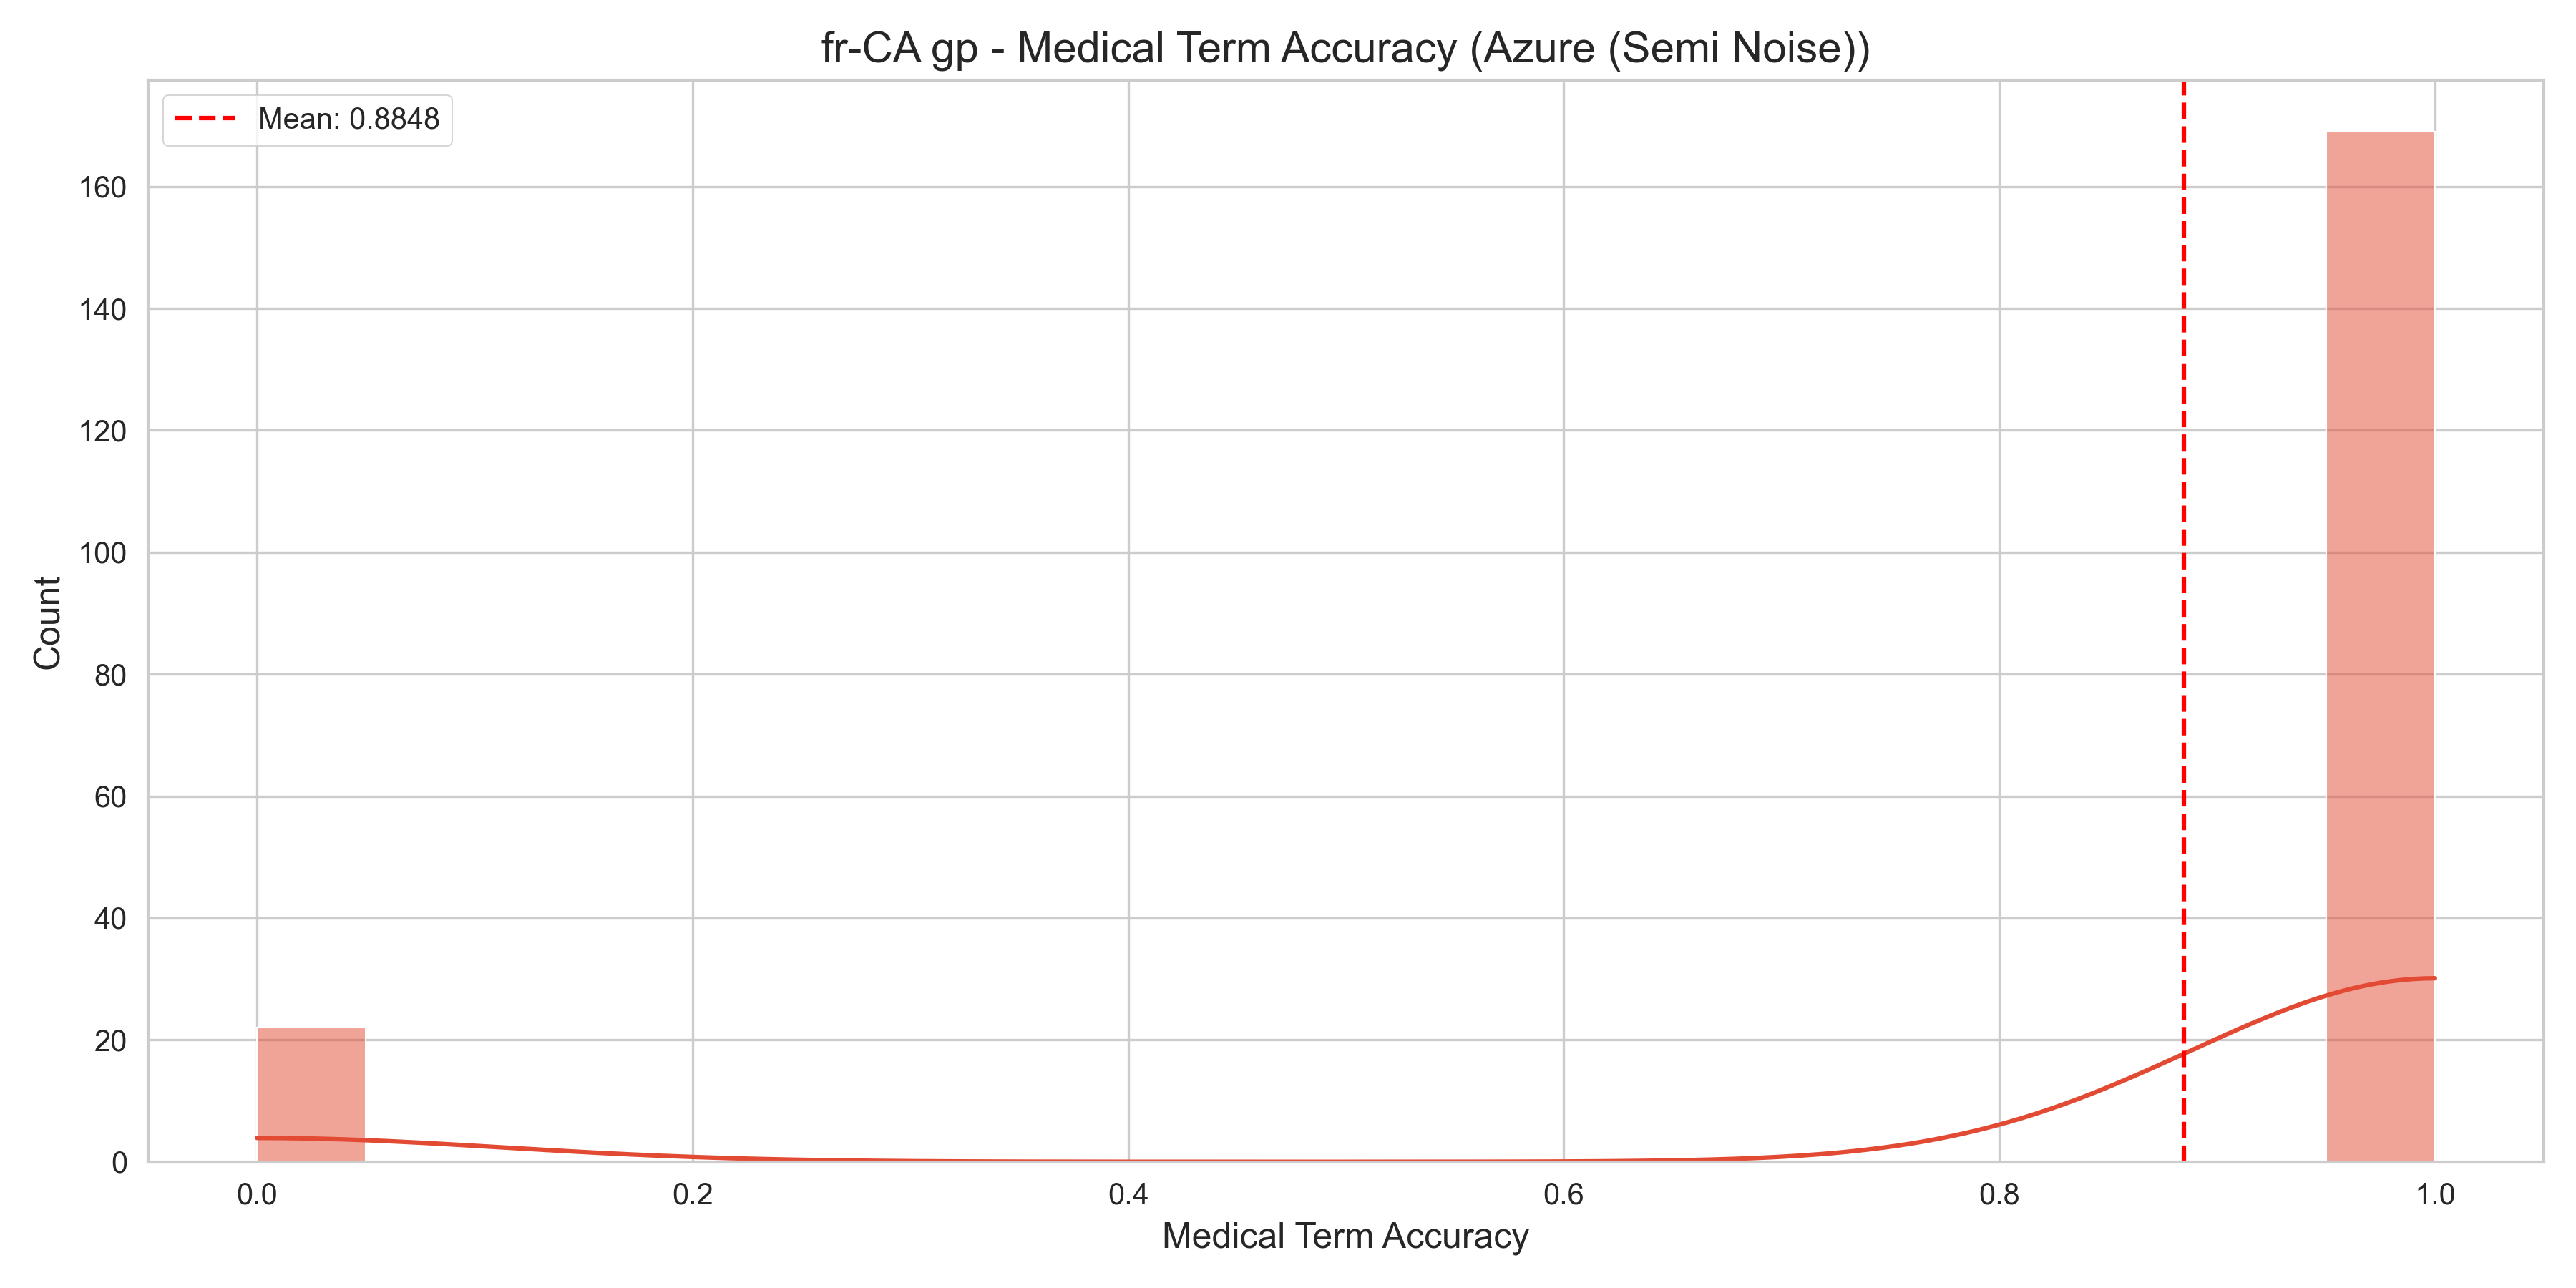 fr-CA gp - Medical Term Accuracy (Azure (Semi Noise))
Mean: 0.8848
Count
160
140
120
100
80
60
40
20
0
0.0 0.2 0.4 0.6 0.8 1.0
Medical Term Accuracy